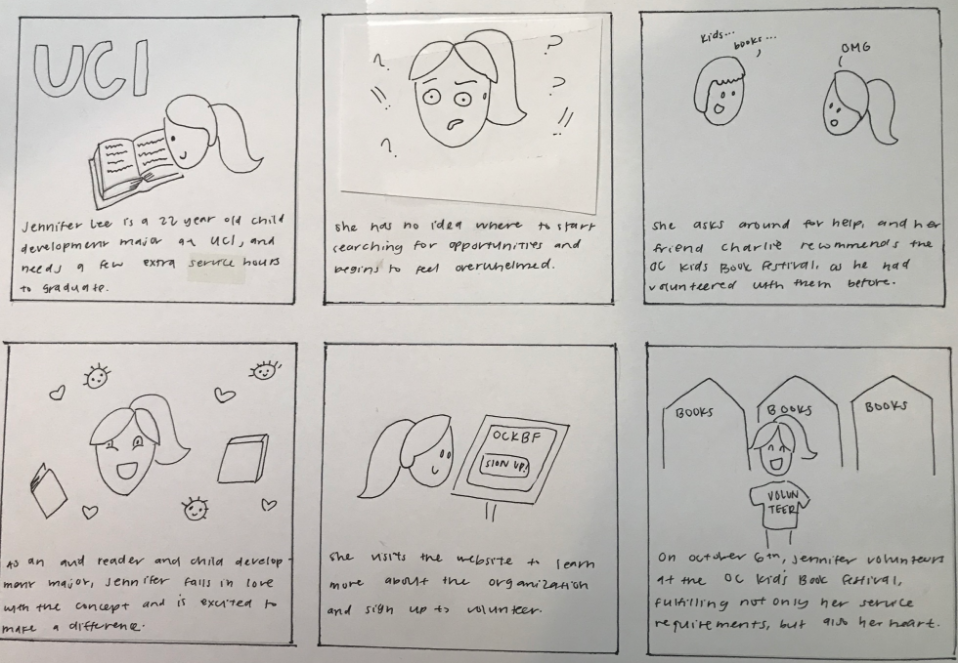 UCI
Jennifer Lee is a 22 year old child
development major at UCI, and
needs a few extra service hours
to graduate.
?
?
?
?
!!
!!
?
she has no idea where to start
searching for opportunities and
begins to feel overwhelmed.
kids...
books...
OMG
she asks around for help, and her
friend Charlie recommends the
OC Kids Book Festival, as he had
volunteered with them before.
As an avid reader and child develop-
ment major, Jennifer falls in love
with the concept and is excited to
make a difference.
OCKBF
SIGN UP!
she visits the website to learn
more about the organization
and sign up to volunteer.
BOOKS
BOOKS
BOOKS
VOLUN
TEER
On october 6th, Jennifer volunteers
at the OC Kids Book Festival,
fulfilling not only her service
requirements, but also her heart.